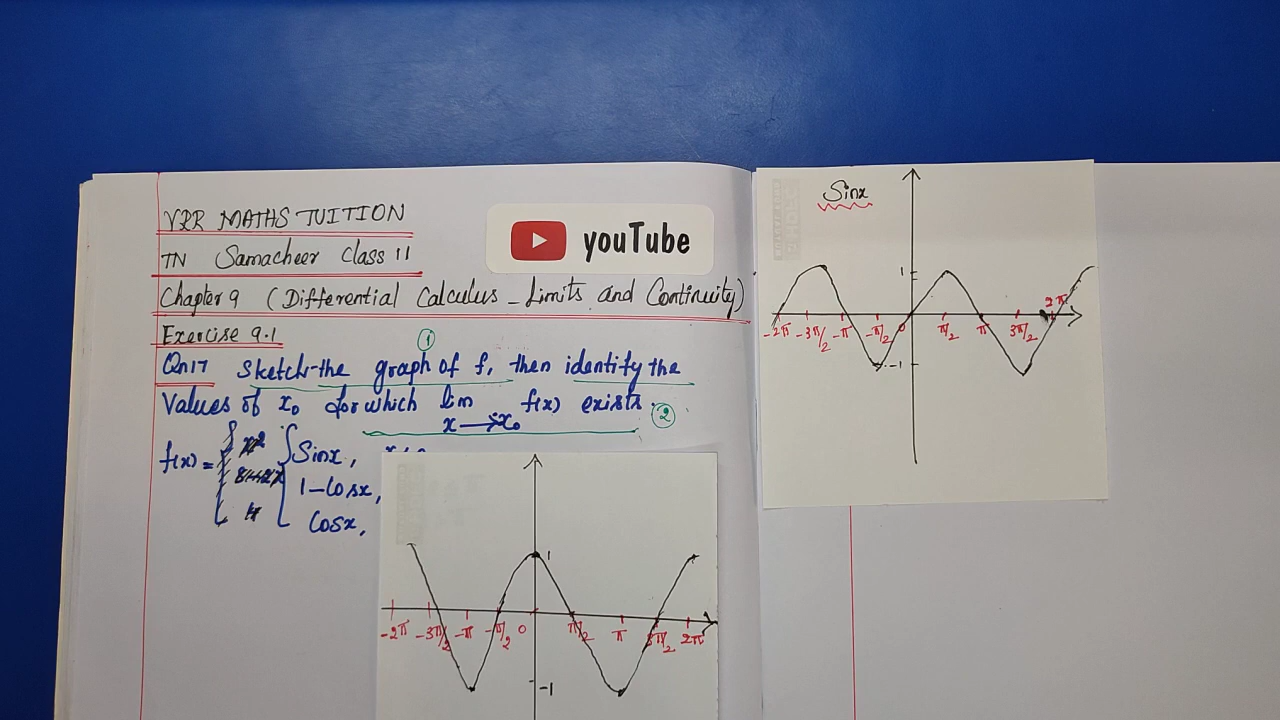 VRR MATHS TUITION
TN Samacheer Class 11
Chapter 9 (Differential Calculus - Limits and Continuity)
Exercise 9.1
①
Qn 17 Sketch the graph of f, then identify the
Values of x₀ for which lim f(x) exists.
x→x₀ ②
f(x) = { Sinx,
1-Cosx,
Cosx,
youTube
Sinx
1
-2π -3π/2 -π -π/2 0 π/2 π 3π/2 2π
-1
1
-2π -3π/2 -π -π/2 0 π/2 π 3π/2 2π
-1